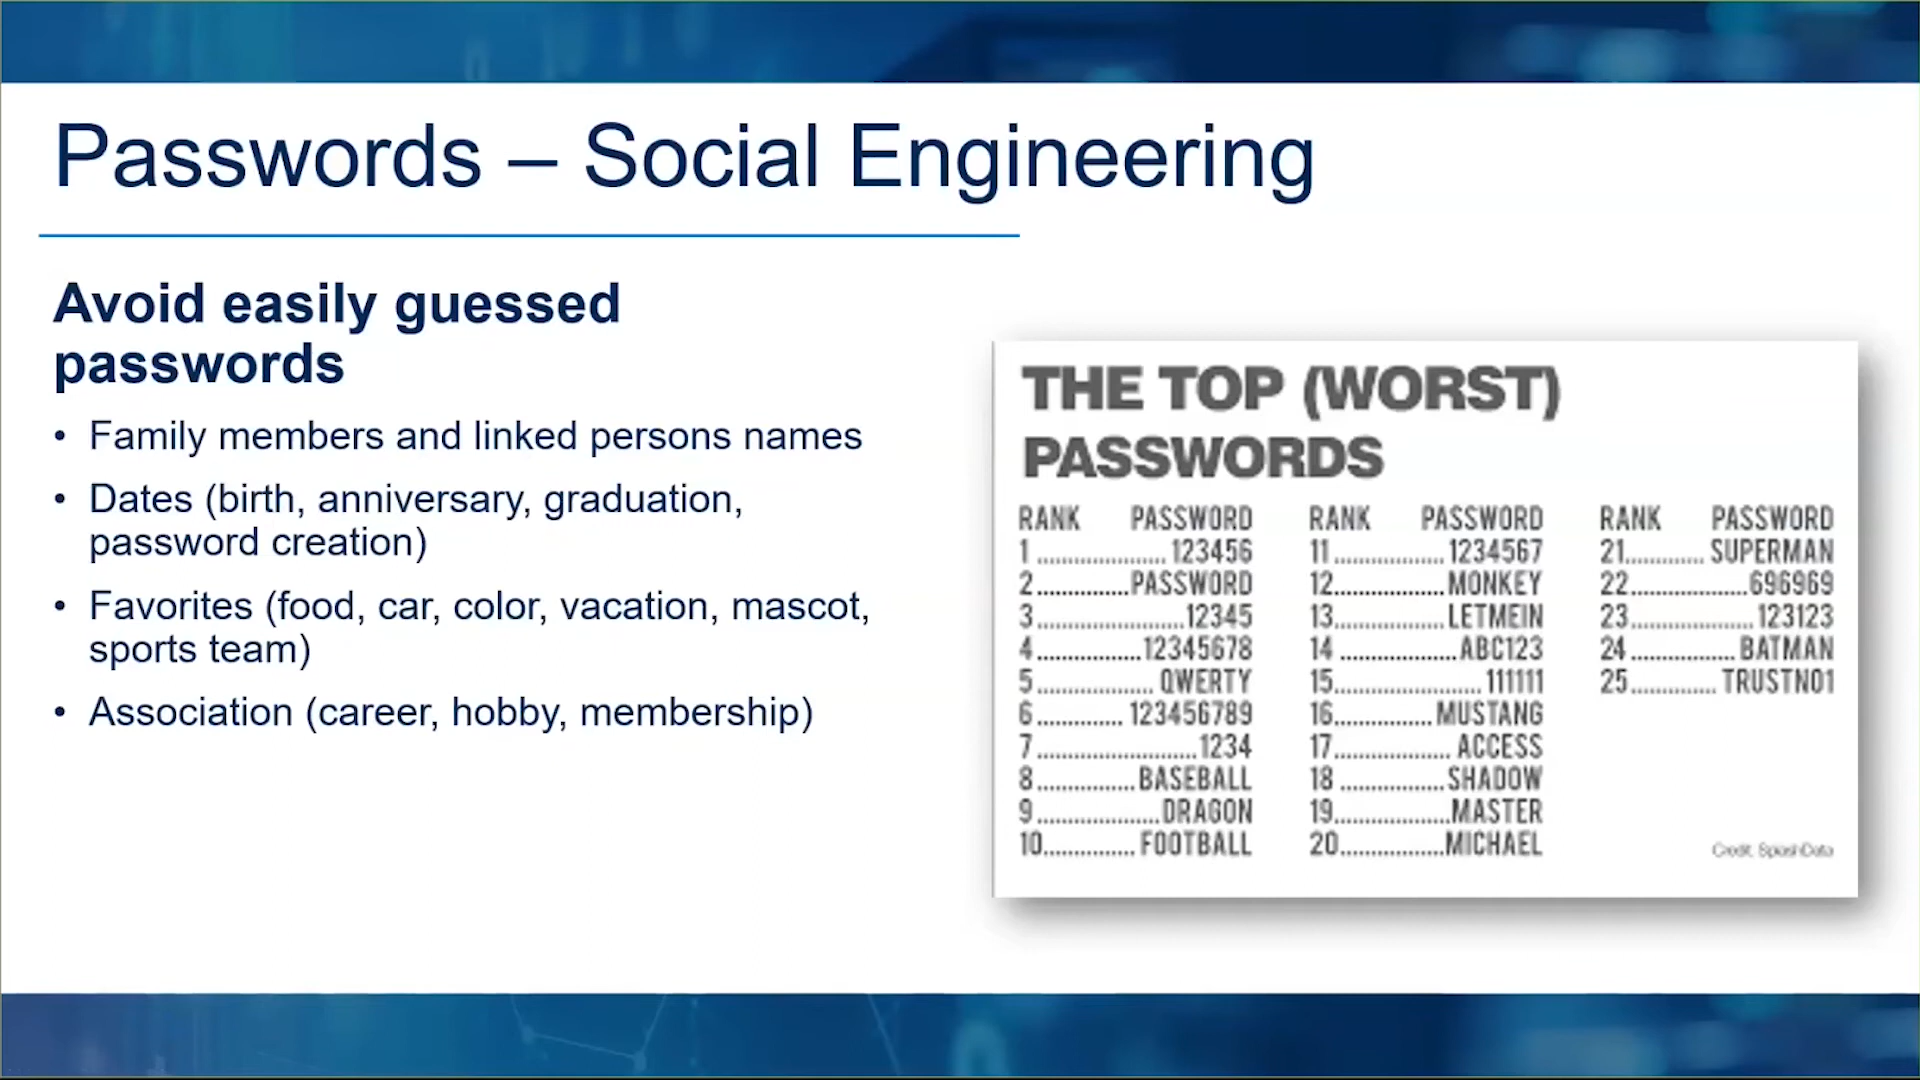 Passwords – Social Engineering
Avoid easily guessed
passwords
• Family members and linked persons names
• Dates (birth, anniversary, graduation,
password creation)
• Favorites (food, car, color, vacation, mascot,
sports team)
• Association (career, hobby, membership)
THE TOP (WORST)
PASSWORDS
RANK PASSWORD
1 .................... 123456
2 .............. PASSWORD
3 ....................... 12345
4 ................ 12345678
5 .................. QWERTY
6 ............. 123456789
7 ......................... 1234
8 ............... BASEBALL
9 ................... DRAGON
10 .............. FOOTBALL
RANK PASSWORD
11 ................. 1234567
12 ................. MONKEY
13 ................. LETMEIN
14 .................. ABC123
15 ....................... 111111
16 ............... MUSTANG
17 .................. ACCESS
18 ................ SHADOW
19 .................. MASTER
20 ................ MICHAEL
RANK PASSWORD
21 ............ SUPERMAN
22 .................. 696969
23 ................... 123123
24 ................ BATMAN
25 ............. TRUSTNO1
Credit: SplashData